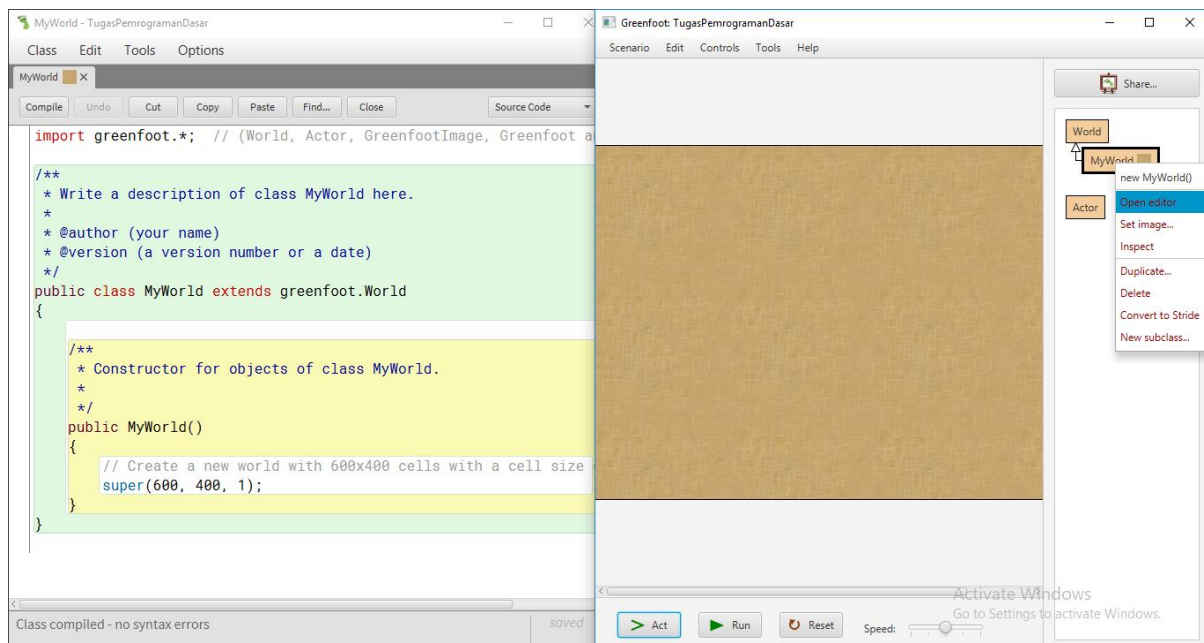 MyWorld - TugasPemrogramanDasar
Class Edit Tools Options
MyWorld
Compile Undo Cut Copy Paste Find... Close Source Code
import greenfoot.*;  // (World, Actor, GreenfootImage, Greenfoot a
/**
 * Write a description of class MyWorld here.
 *
 * @author (your name)
 * @version (a version number or a date)
 */
public class MyWorld extends greenfoot.World
{
/**
 * Constructor for objects of class MyWorld.
 *
 */
public MyWorld()
{
// Create a new world with 600x400 cells with a cell size
super(600, 400, 1);
}
}
Class compiled - no syntax errors
saved
Greenfoot: TugasPemrogramanDasar
Scenario Edit Controls Tools Help
Share...
World
MyWorld
Actor
new MyWorld()
Open editor
Set image...
Inspect
Duplicate...
Delete
Convert to Stride
New subclass...
Activate Windows
Go to Settings to activate Windows.
Act Run Reset Speed: